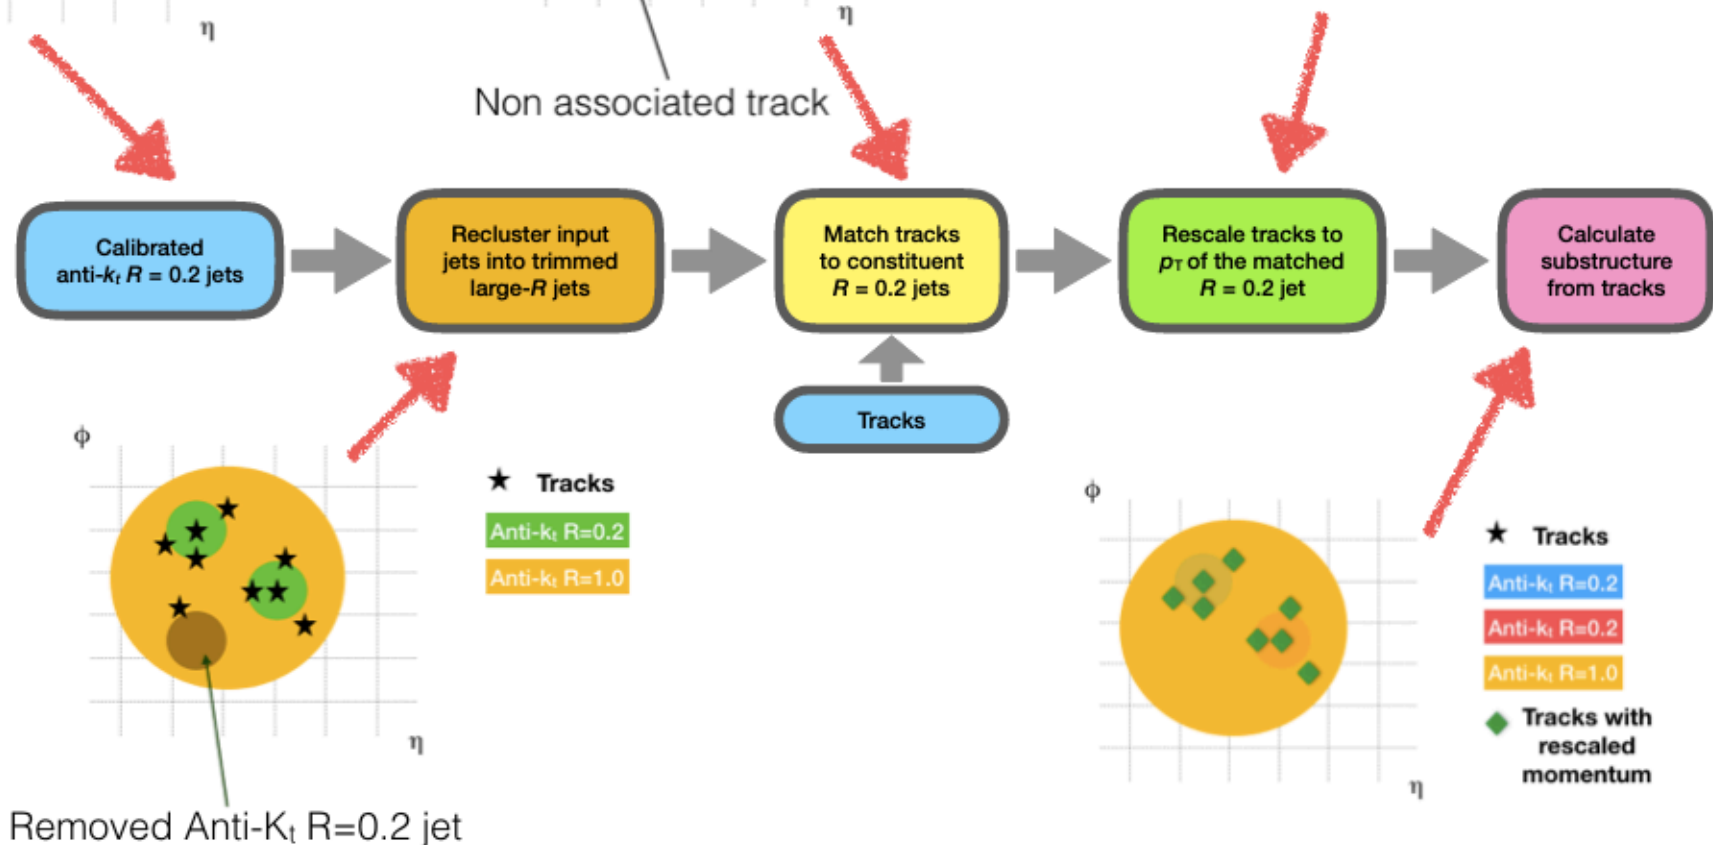 η
η
Non associated track
Calibrated
anti-kₜ R = 0.2 jets
Recluster input
jets into trimmed
large-R jets
Match tracks
to constituent
R = 0.2 jets
Rescale tracks to
p_T of the matched
R = 0.2 jet
Calculate
substructure
from tracks
Tracks
ϕ
Tracks
Anti-kₜ R=0.2
Anti-kₜ R=1.0
η
Removed Anti-Kₜ R=0.2 jet
ϕ
Tracks
Anti-kₜ R=0.2
Anti-kₜ R=0.2
Anti-kₜ R=1.0
Tracks with
rescaled
momentum
η